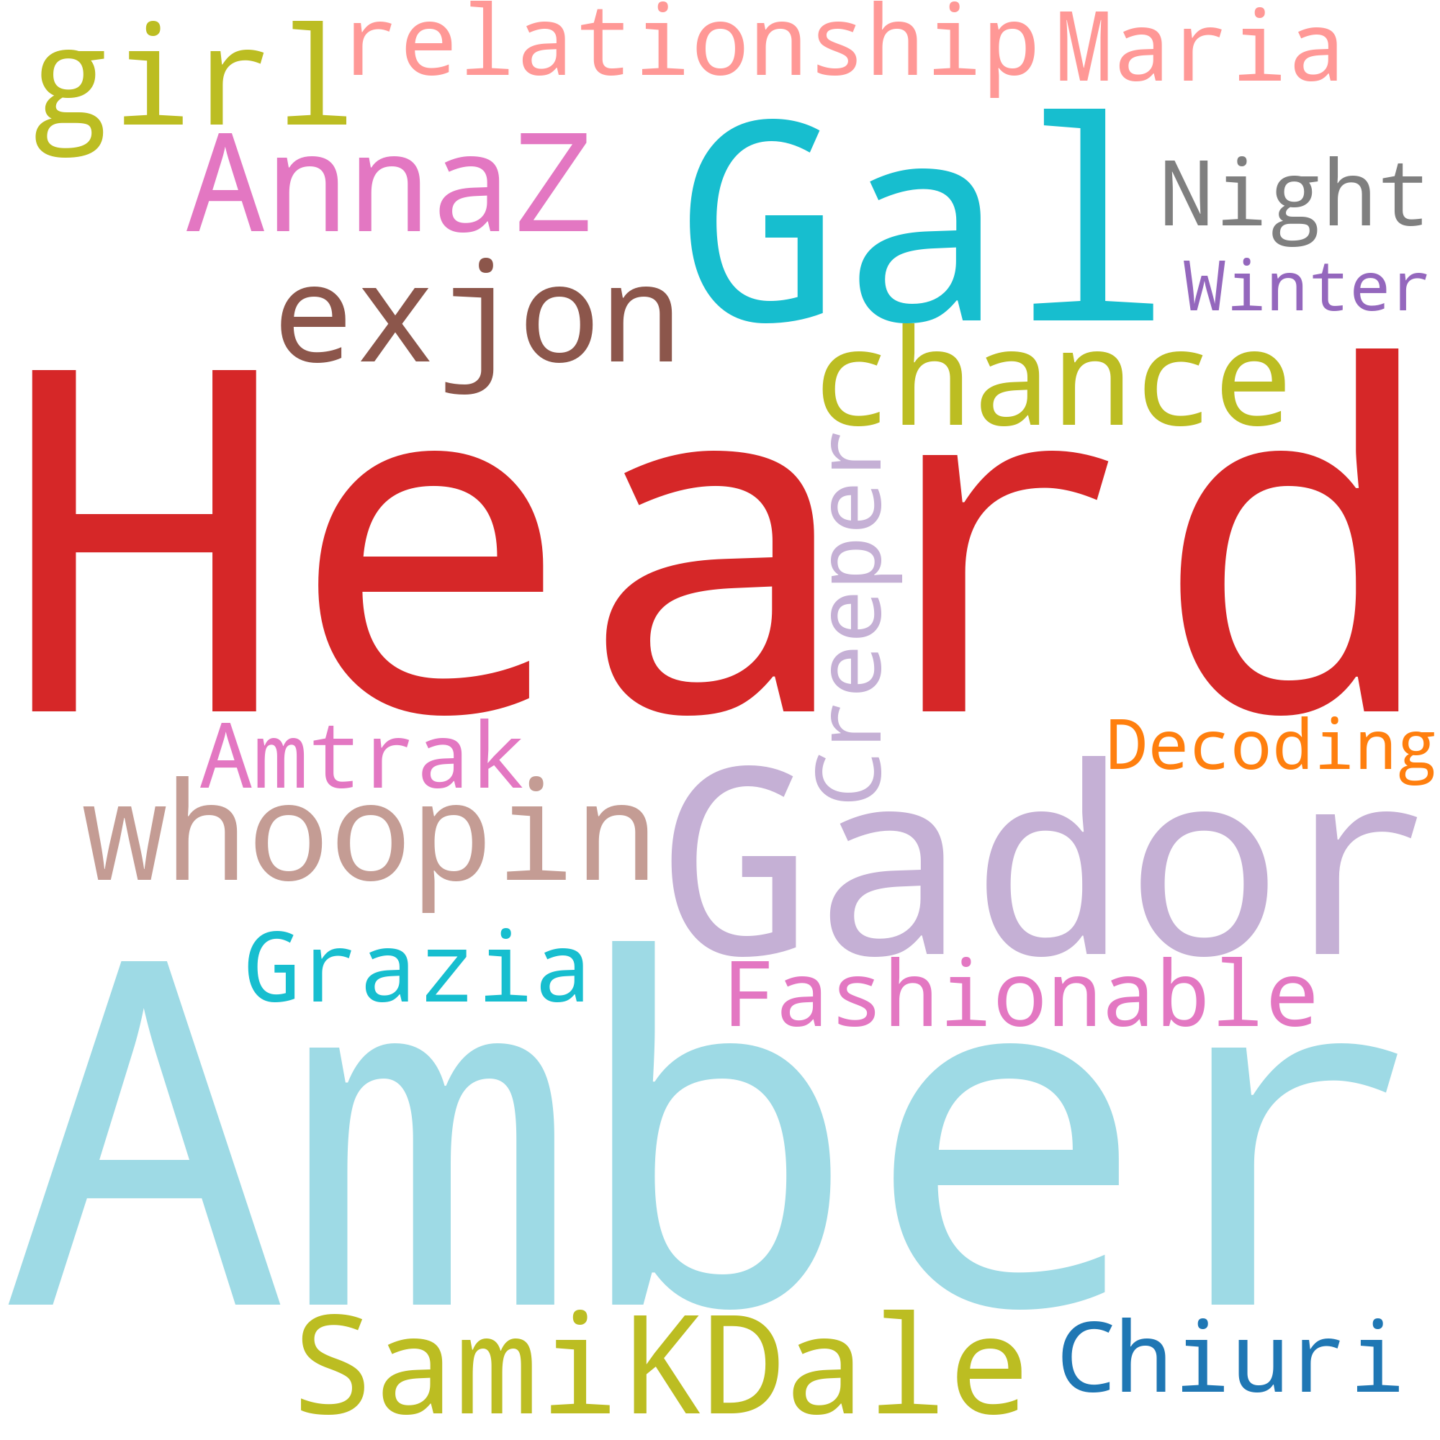 relationship
Maria
girl
AnnaZ
Gal
Night
Winter
exjon
chance
Heard
Creeper
Amtrak
Decoding
whoopin
Gador
Grazia
Fashionable
Amber
SamiKDale
Chiuri